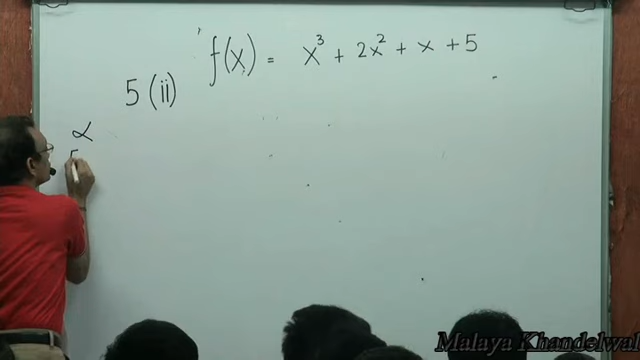 f(x) = x³ + 2x² + x + 5
5 (ii)
α
Malaya Khandelwal